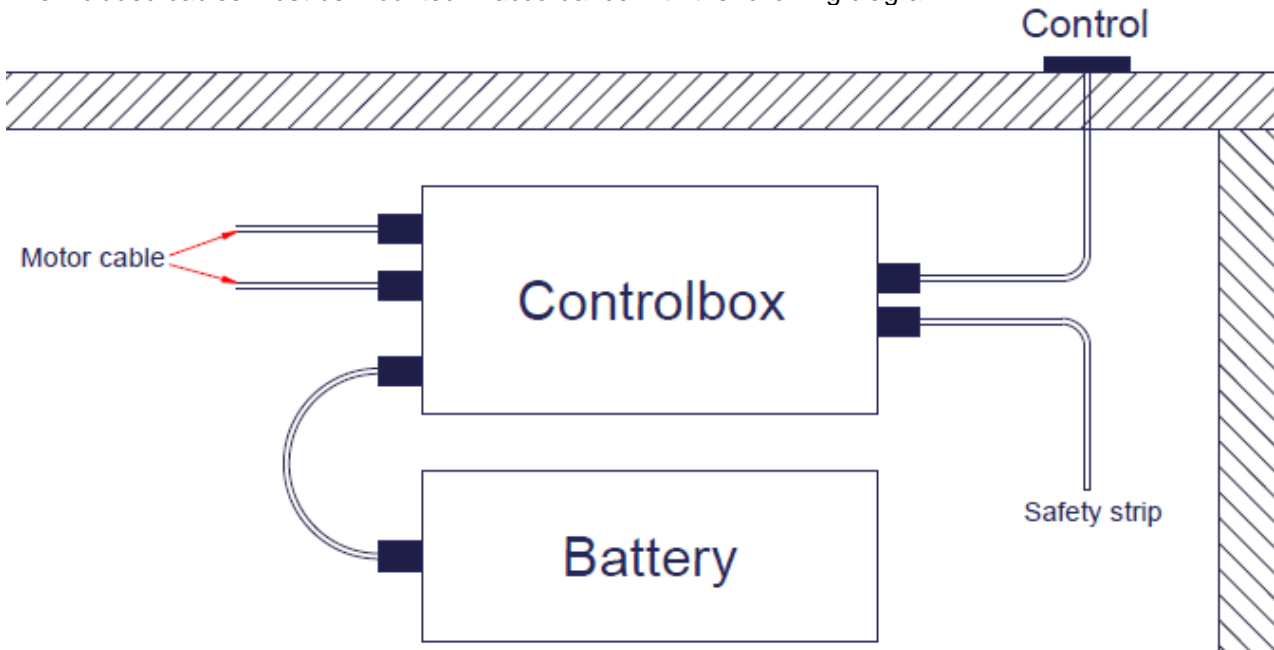 Control
Motor cable
Controlbox
Safety strip
Battery